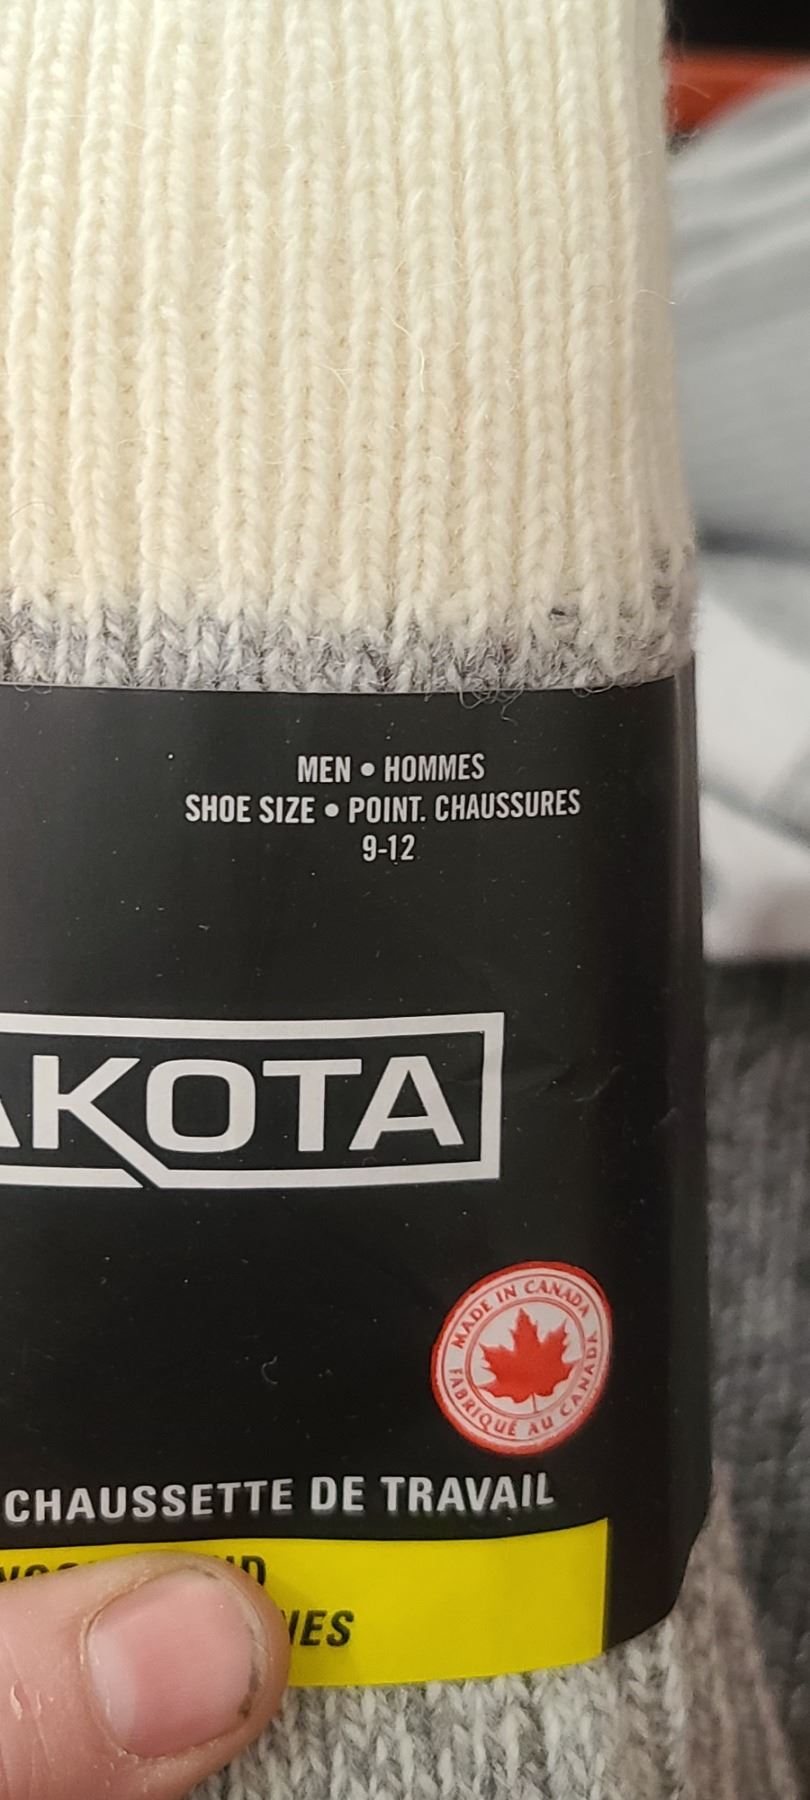 MEN • HOMMES
SHOE SIZE • POINT. CHAUSSURES
9-12
AKOTA
MADE IN CANADA
FABRIQUÉ AU CANADA
CHAUSSETTE DE TRAVAIL